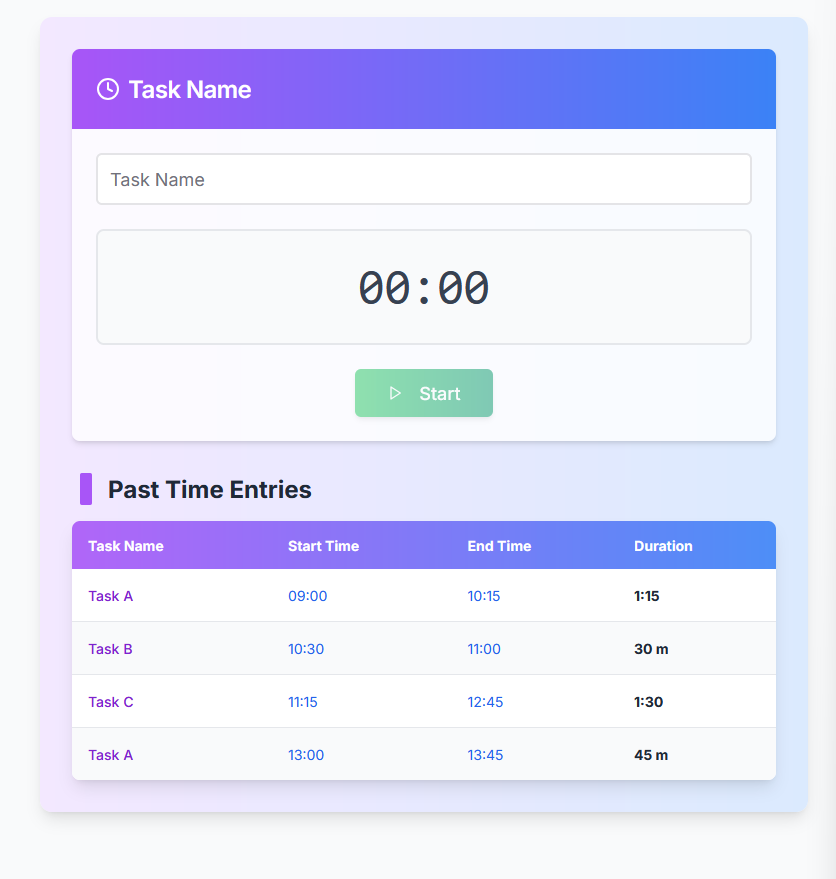 Task Name
Task Name
00:00
Start
Past Time Entries
Task Name Start Time End Time Duration
Task A 09:00 10:15 1:15
Task B 10:30 11:00 30 m
Task C 11:15 12:45 1:30
Task A 13:00 13:45 45 m